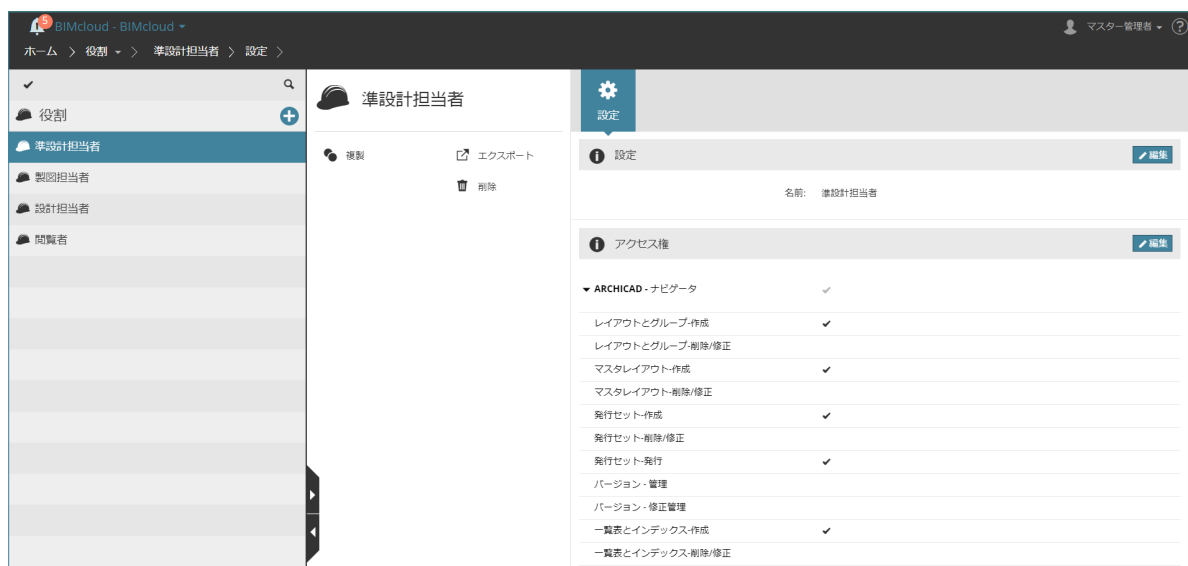 5
BIMcloud - BIMcloud
マスター管理者
ホーム 〉 役割 〉 準設計担当者 〉 設定 〉
役割
準設計担当者
製図担当者
設計担当者
閲覧者
準設計担当者
複製
エクスポート
削除
設定
設定
編集
名前: 準設計担当者
アクセス権
編集
ARCHICAD - ナビゲータ
レイアウトとグループ-作成
レイアウトとグループ-削除/修正
マスタレイアウト-作成
マスタレイアウト-削除/修正
発行セット-作成
発行セット-削除/修正
発行セット-発行
バージョン - 管理
バージョン - 修正管理
一覧表とインデックス-作成
一覧表とインデックス-削除/修正